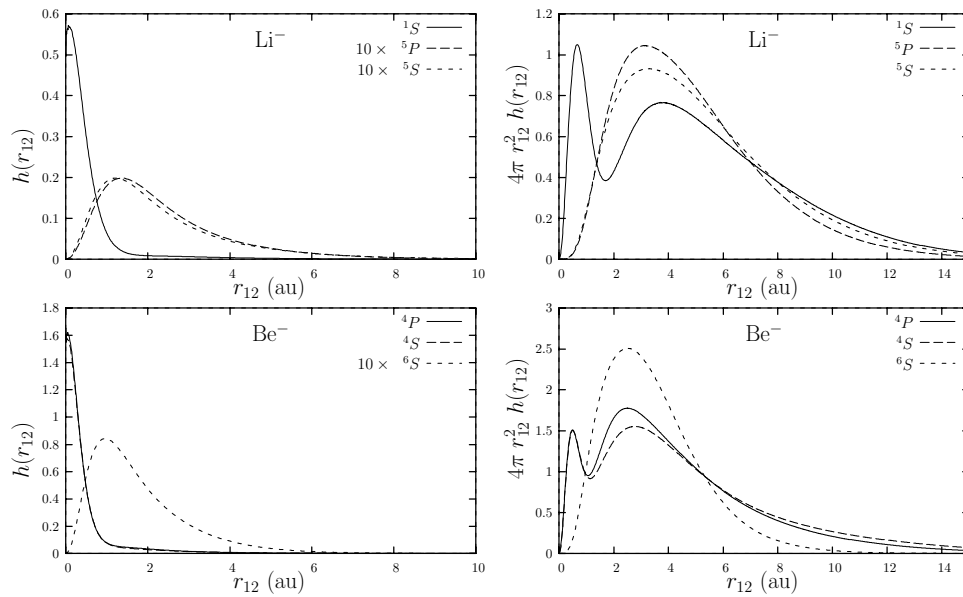 Li⁻
¹S
10 × ⁵P
10 × ⁵S
h(r₁₂)
0.6
0.5
0.4
0.3
0.2
0.1
0
0 2 4 6 8 10
r₁₂ (au)
Li⁻
¹S
⁵P
⁵S
4π r₁₂² h(r₁₂)
1.2
1
0.8
0.6
0.4
0.2
0
0 2 4 6 8 10 12 14
r₁₂ (au)
Be⁻
⁴P
⁴S
10 × ⁶S
h(r₁₂)
1.8
1.6
1.4
1.2
1
0.8
0.6
0.4
0.2
0
0 2 4 6 8 10
r₁₂ (au)
Be⁻
⁴P
⁴S
⁶S
4π r₁₂² h(r₁₂)
3
2.5
2
1.5
1
0.5
0
0 2 4 6 8 10 12 14
r₁₂ (au)